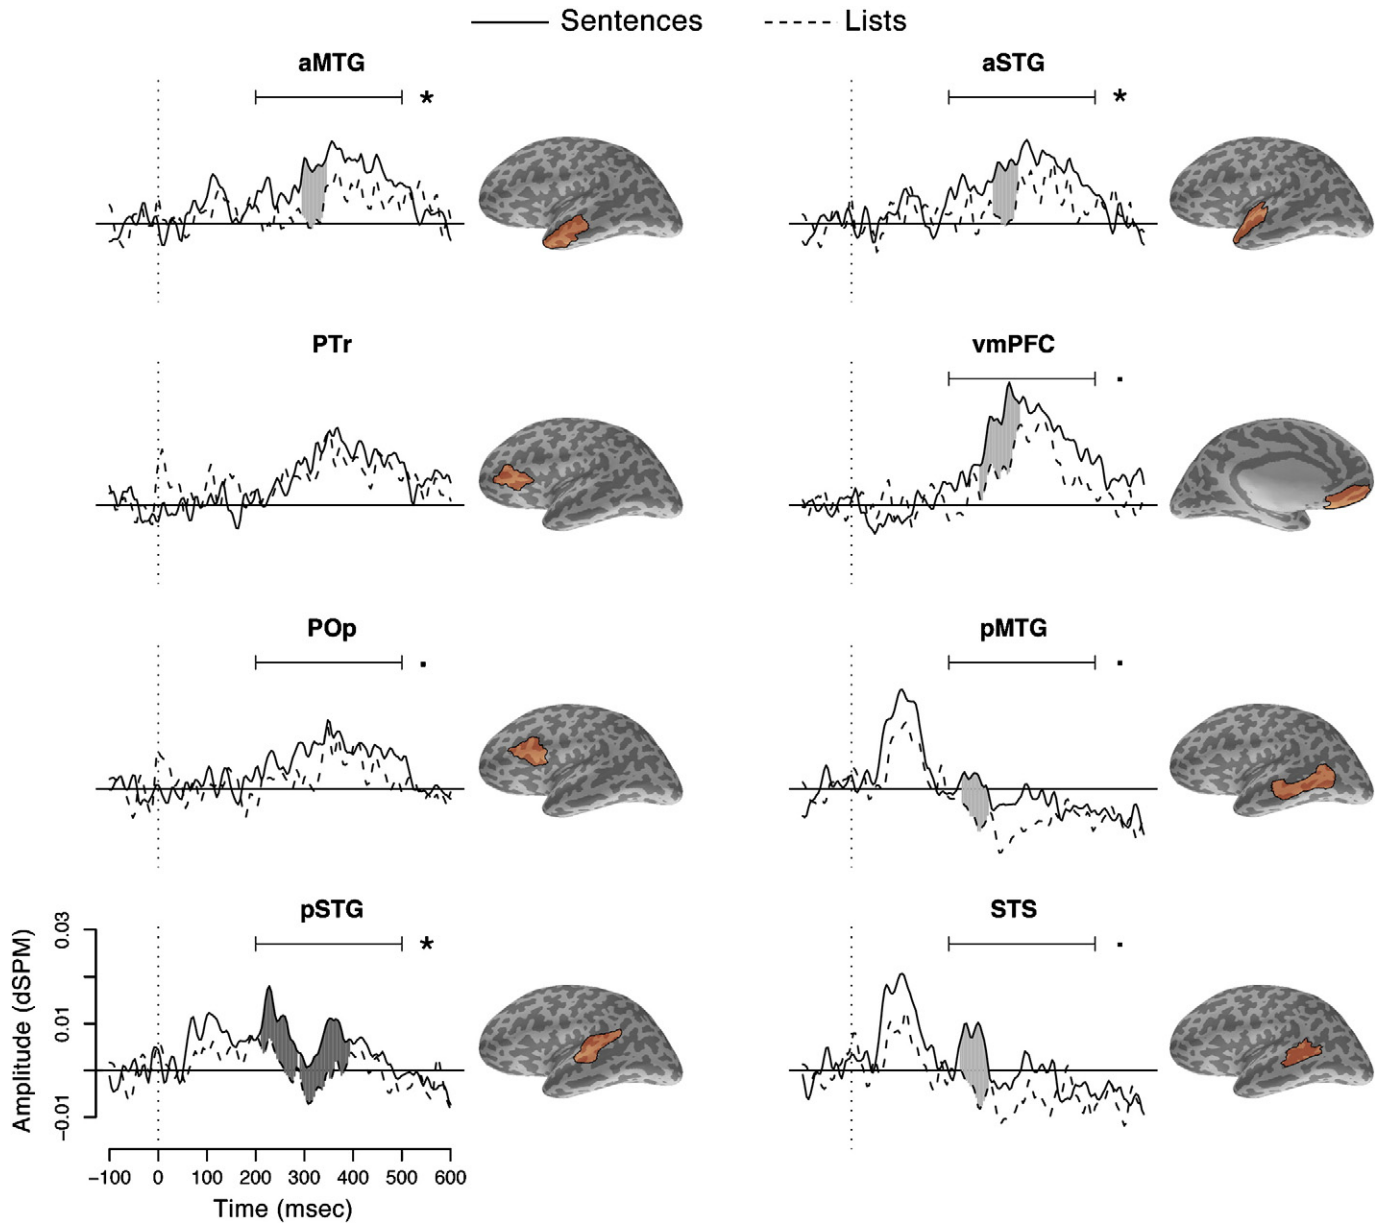 Sentences Lists
aMTG
*
aSTG
*
PTr
vmPFC
.
POp
.
pMTG
.
pSTG
*
STS
.
Amplitude (dSPM)
0.03
0.01
−0.01
−100 0 100 200 300 400 500 600
Time (msec)